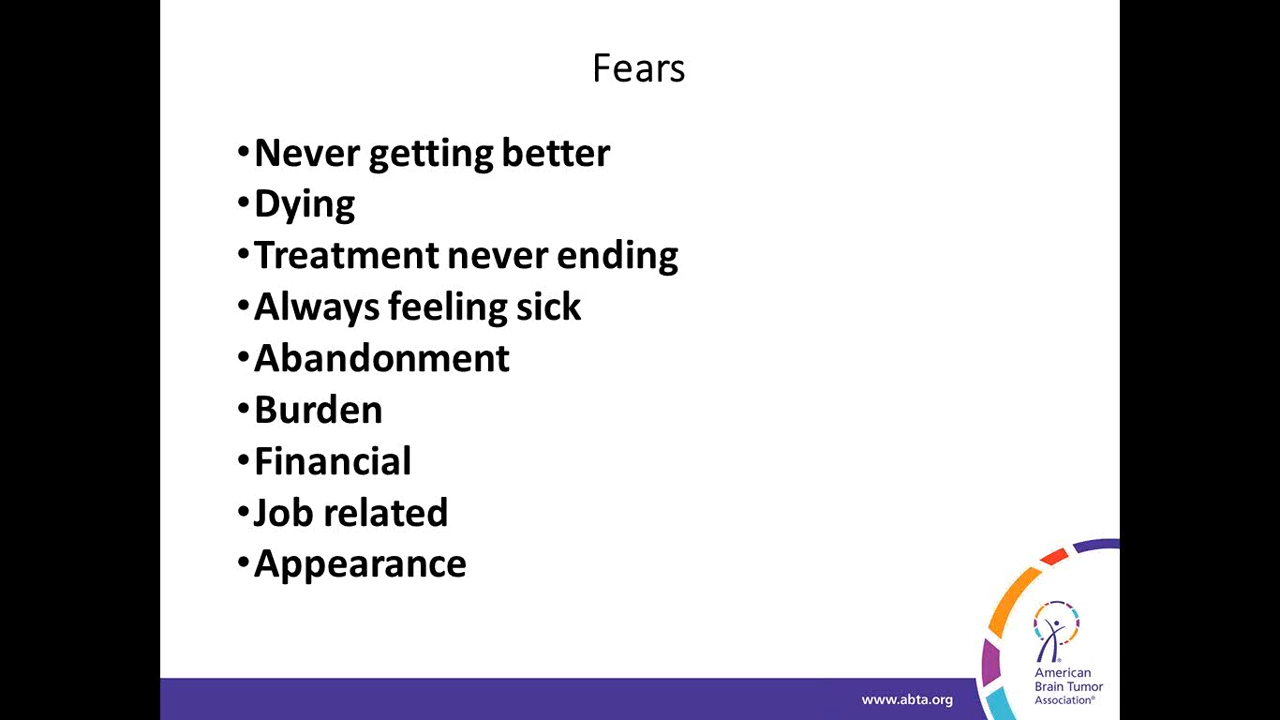 Fears
•Never getting better
•Dying
•Treatment never ending
•Always feeling sick
•Abandonment
•Burden
•Financial
•Job related
•Appearance
www.abta.org
American
Brain Tumor
Association®